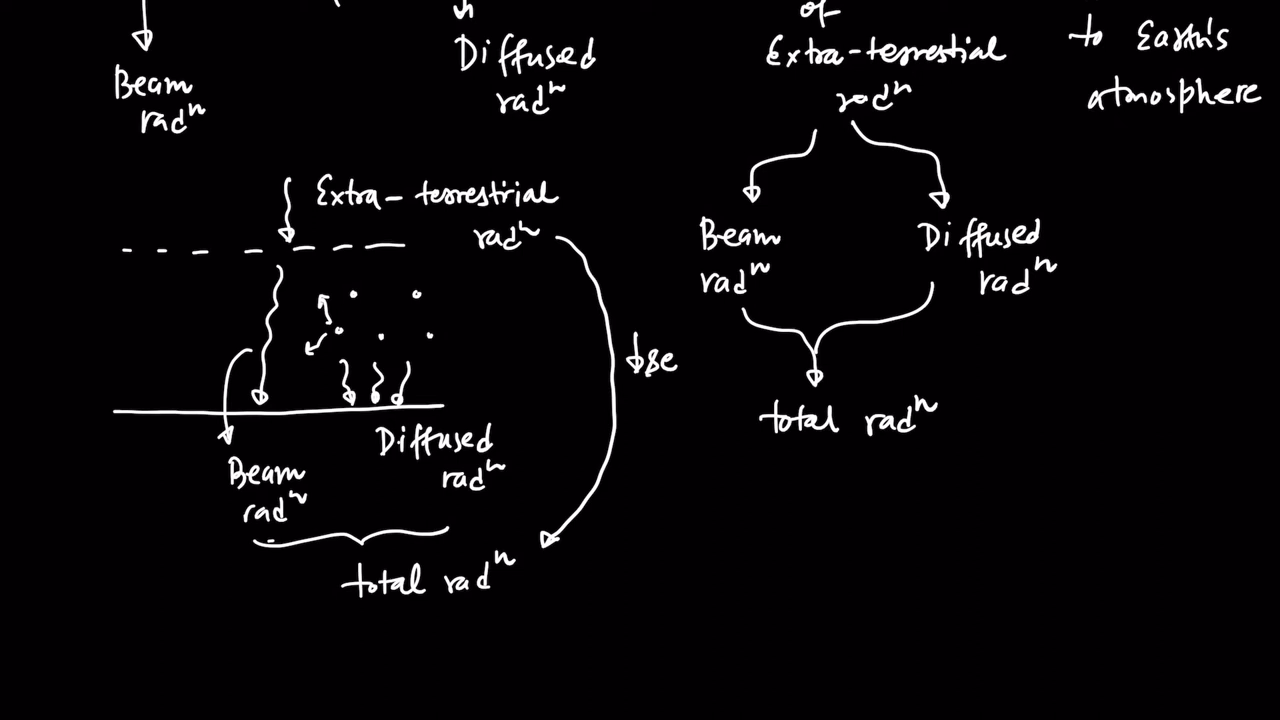 of
to Earth's
Extra-terrestial
Diffused
Beam
radⁿ
radⁿ
radⁿ
atmosphere
Extra-terrestrial
radⁿ
Beam
radⁿ
Diffused
radⁿ
↓se
total radⁿ
Diffused
radⁿ
Beam
radⁿ
total radⁿ